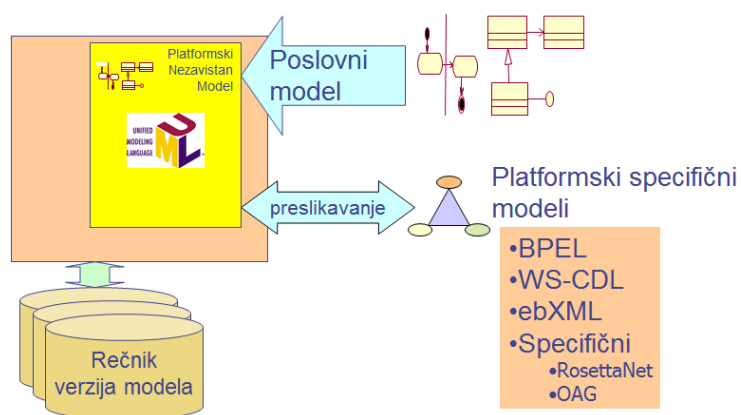 Platformski
Nezavistan
Model
UNIFIED
MODELING
LANGUAGE
UML
TM
Poslovni
model
preslikavanje
Platformski specifični
modeli
•BPEL
•WS-CDL
•ebXML
•Specifični
•RosettaNet
•OAG
Rečnik
verzija modela